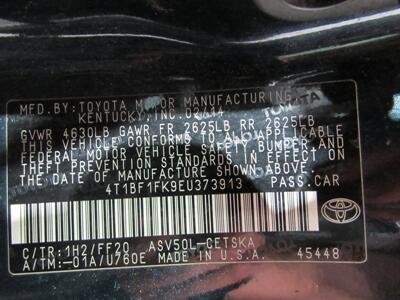 MFD.BY:TOYOTA MOTOR MANUFACTURING,
KENTUCKY,INC. 02/14
GVWR 4630LB GAWR FR 2625LB RR 2625LB
THIS VEHICLE CONFORMS TO ALL APPLICABLE
FEDERAL MOTOR VEHICLE SAFETY, BUMPER, AND
THEFT PREVENTION STANDARDS IN EFFECT ON
THE DATE OF MANUFACTURE SHOWN ABOVE.
4T1BF1FK9EU373913 PASS.CAR
C/TR:1H2/FF20 ASV50L-CETSKA
A/TM:-01A/U760E MADE IN U.S.A. 45448